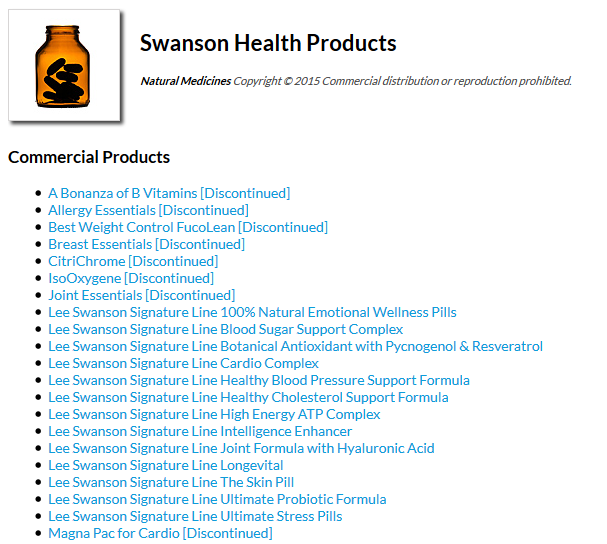 Swanson Health Products
Natural Medicines Copyright © 2015 Commercial distribution or reproduction prohibited.
Commercial Products
A Bonanza of B Vitamins [Discontinued]
Allergy Essentials [Discontinued]
Best Weight Control FucoLean [Discontinued]
Breast Essentials [Discontinued]
CitriChrome [Discontinued]
IsoOxygene [Discontinued]
Joint Essentials [Discontinued]
Lee Swanson Signature Line 100% Natural Emotional Wellness Pills
Lee Swanson Signature Line Blood Sugar Support Complex
Lee Swanson Signature Line Botanical Antioxidant with Pycnogenol & Resveratrol
Lee Swanson Signature Line Cardio Complex
Lee Swanson Signature Line Healthy Blood Pressure Support Formula
Lee Swanson Signature Line Healthy Cholesterol Support Formula
Lee Swanson Signature Line High Energy ATP Complex
Lee Swanson Signature Line Intelligence Enhancer
Lee Swanson Signature Line Joint Formula with Hyaluronic Acid
Lee Swanson Signature Line Longevital
Lee Swanson Signature Line The Skin Pill
Lee Swanson Signature Line Ultimate Probiotic Formula
Lee Swanson Signature Line Ultimate Stress Pills
Magna Pac for Cardio [Discontinued]